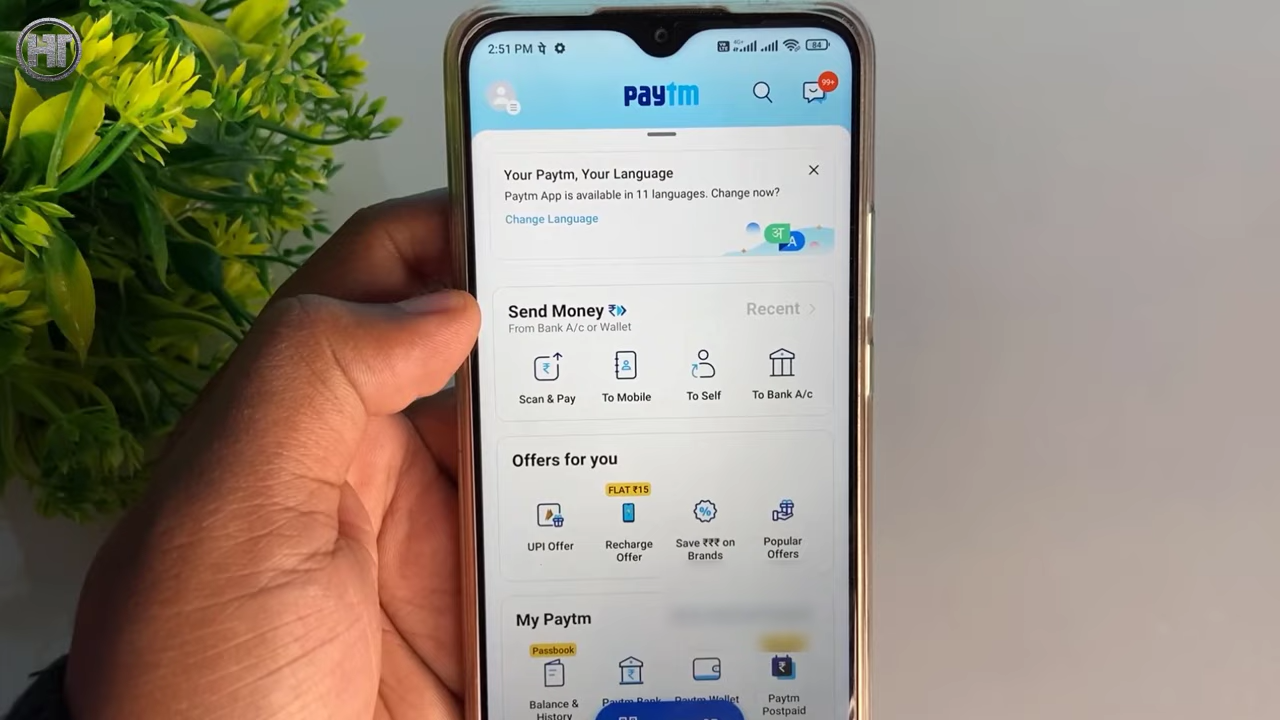 HT
2:51 PM
84
paytm
99+
Your Paytm, Your Language
Paytm App is available in 11 languages. Change now?
Change Language
अ
A
Send Money ₹
Recent >
From Bank A/c or Wallet
Scan & Pay
To Mobile
To Self
To Bank A/c
Offers for you
FLAT ₹15
UPI Offer
Recharge
Offer
Save ₹₹₹ on
Brands
Popular
Offers
My Paytm
Passbook
Balance &
History
Paytm Bank
Paytm Wallet
Paytm
Postpaid